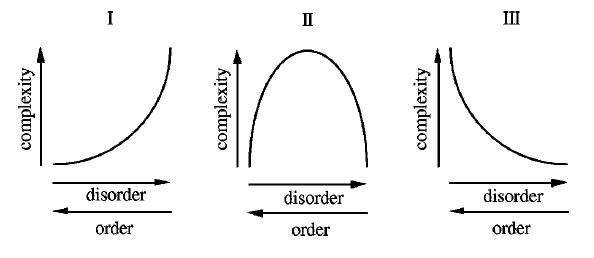 I
II
III
complexity
complexity
complexity
disorder
disorder
disorder
order
order
order